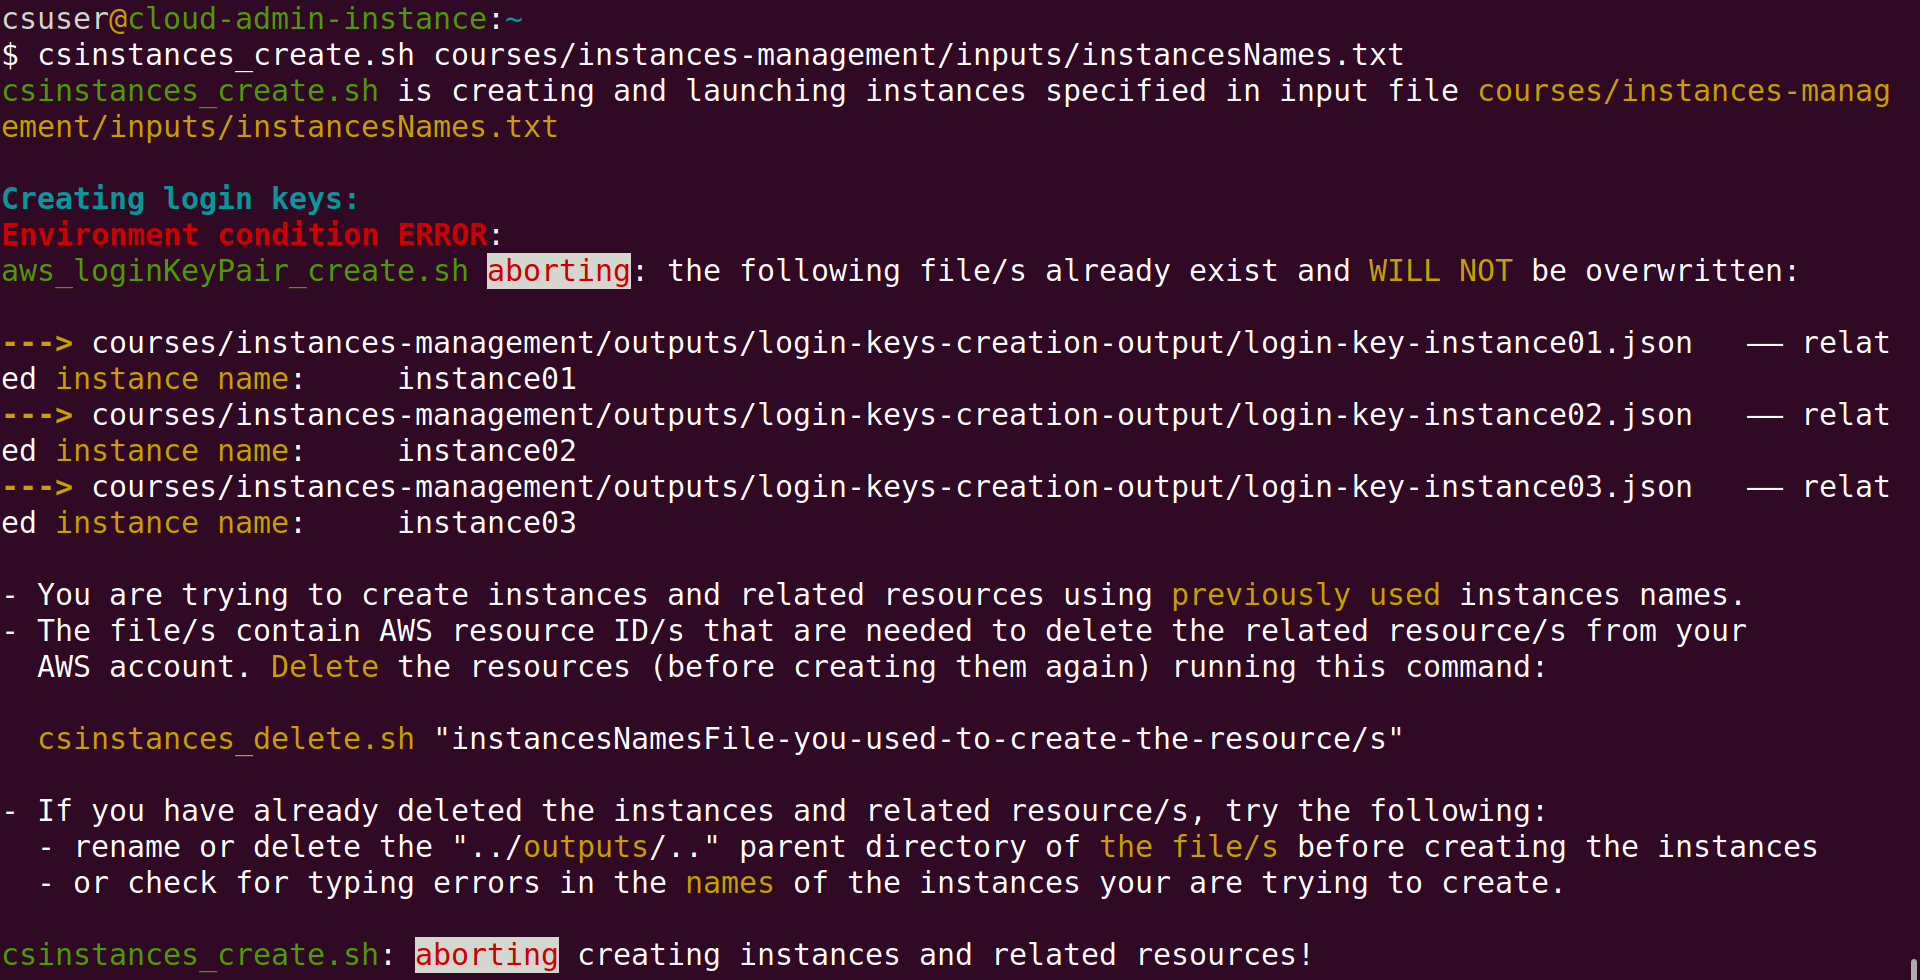 csuser@cloud-admin-instance:~
$ csinstances_create.sh courses/instances-management/inputs/instancesNames.txt
csinstances_create.sh is creating and launching instances specified in input file courses/instances-manag
ement/inputs/instancesNames.txt
Creating login keys:
Environment condition ERROR:
aws_loginKeyPair_create.sh aborting: the following file/s already exist and WILL NOT be overwritten:
---> courses/instances-management/outputs/login-keys-creation-output/login-key-instance01.json   —— relat
ed instance name:     instance01
---> courses/instances-management/outputs/login-keys-creation-output/login-key-instance02.json   —— relat
ed instance name:     instance02
---> courses/instances-management/outputs/login-keys-creation-output/login-key-instance03.json   —— relat
ed instance name:     instance03
- You are trying to create instances and related resources using previously used instances names.
- The file/s contain AWS resource ID/s that are needed to delete the related resource/s from your
  AWS account. Delete the resources (before creating them again) running this command:
  csinstances_delete.sh "instancesNamesFile-you-used-to-create-the-resource/s"
- If you have already deleted the instances and related resource/s, try the following:
  - rename or delete the "../outputs/.." parent directory of the file/s before creating the instances
  - or check for typing errors in the names of the instances your are trying to create.
csinstances_create.sh: aborting creating instances and related resources!